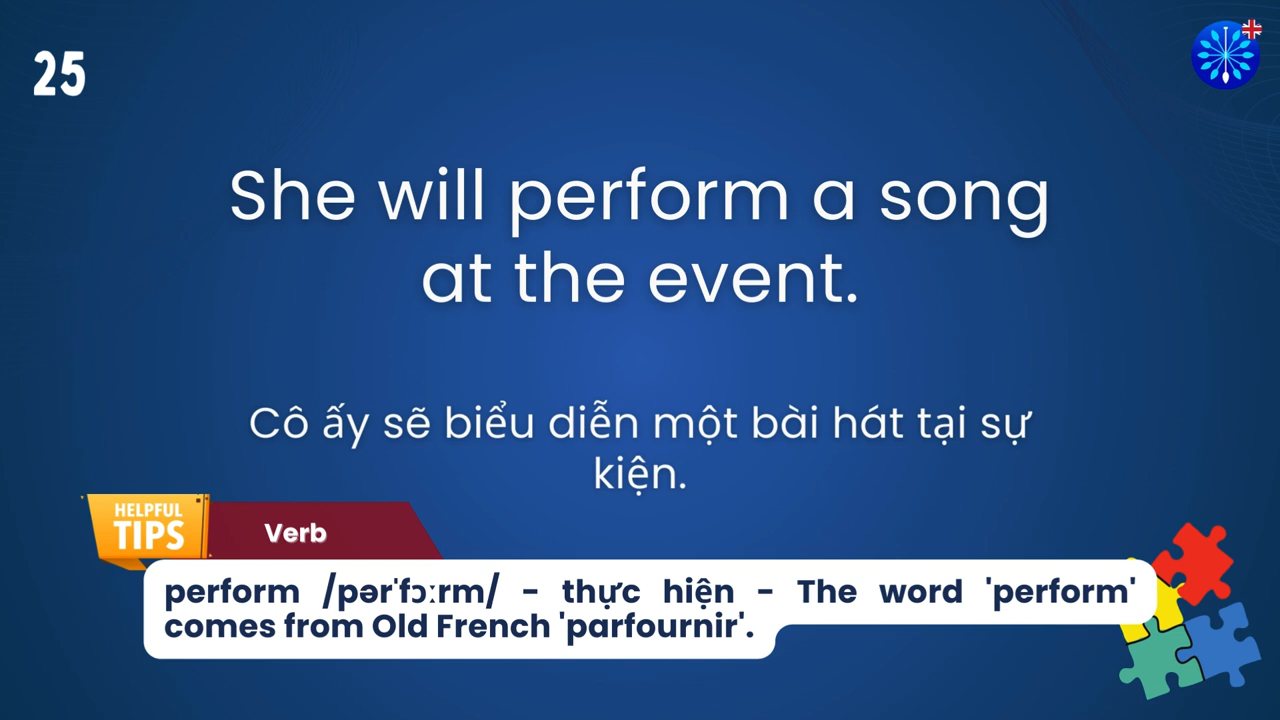 25
She will perform a song
at the event.
Cô ấy sẽ biểu diễn một bài hát tại sự
kiện.
HELPFUL
TIPS
Verb
perform /pərˈfɔːrm/ - thực hiện - The word 'perform'
comes from Old French 'parfournir'.